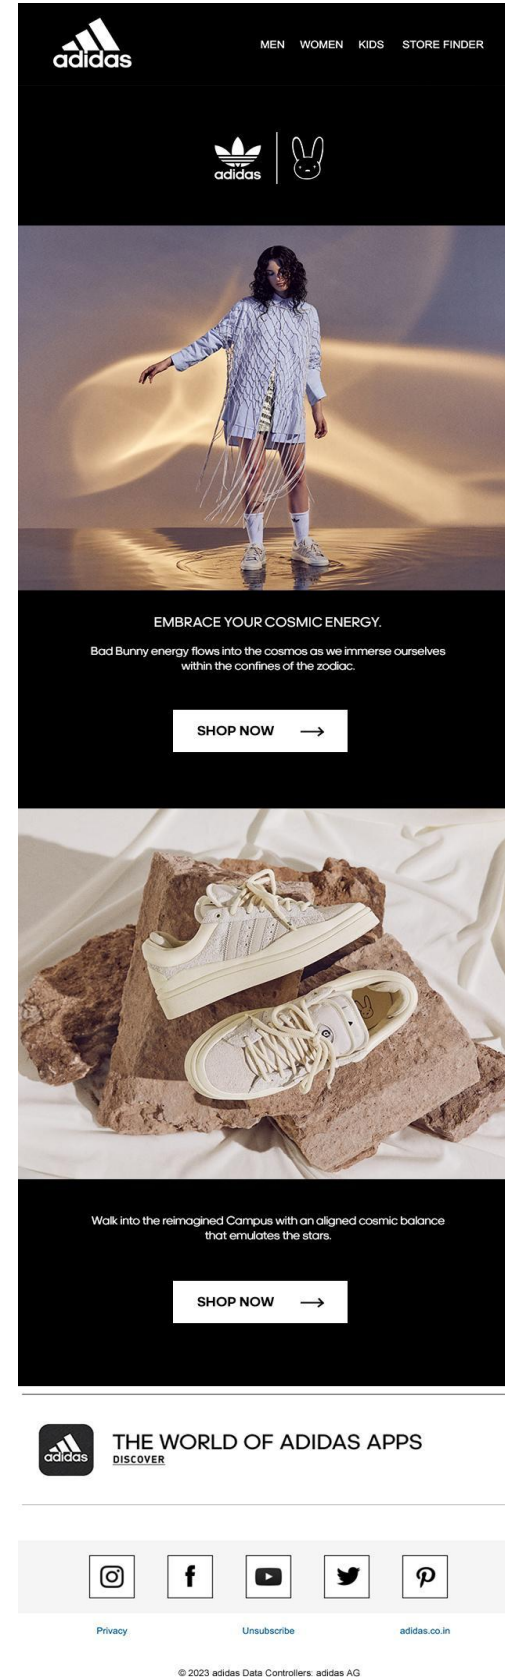 adidas
MEN WOMEN KIDS STORE FINDER
adidas
EMBRACE YOUR COSMIC ENERGY.
Bad Bunny energy flows into the cosmos as we immerse ourselves
within the confines of the zodiac.
SHOP NOW
Walk into the reimagined Campus with an aligned cosmic balance
that emulates the stars.
SHOP NOW
adidas
THE WORLD OF ADIDAS APPS
DISCOVER
Privacy Unsubscribe adidas.co.in
© 2023 adidas Data Controllers: adidas AG